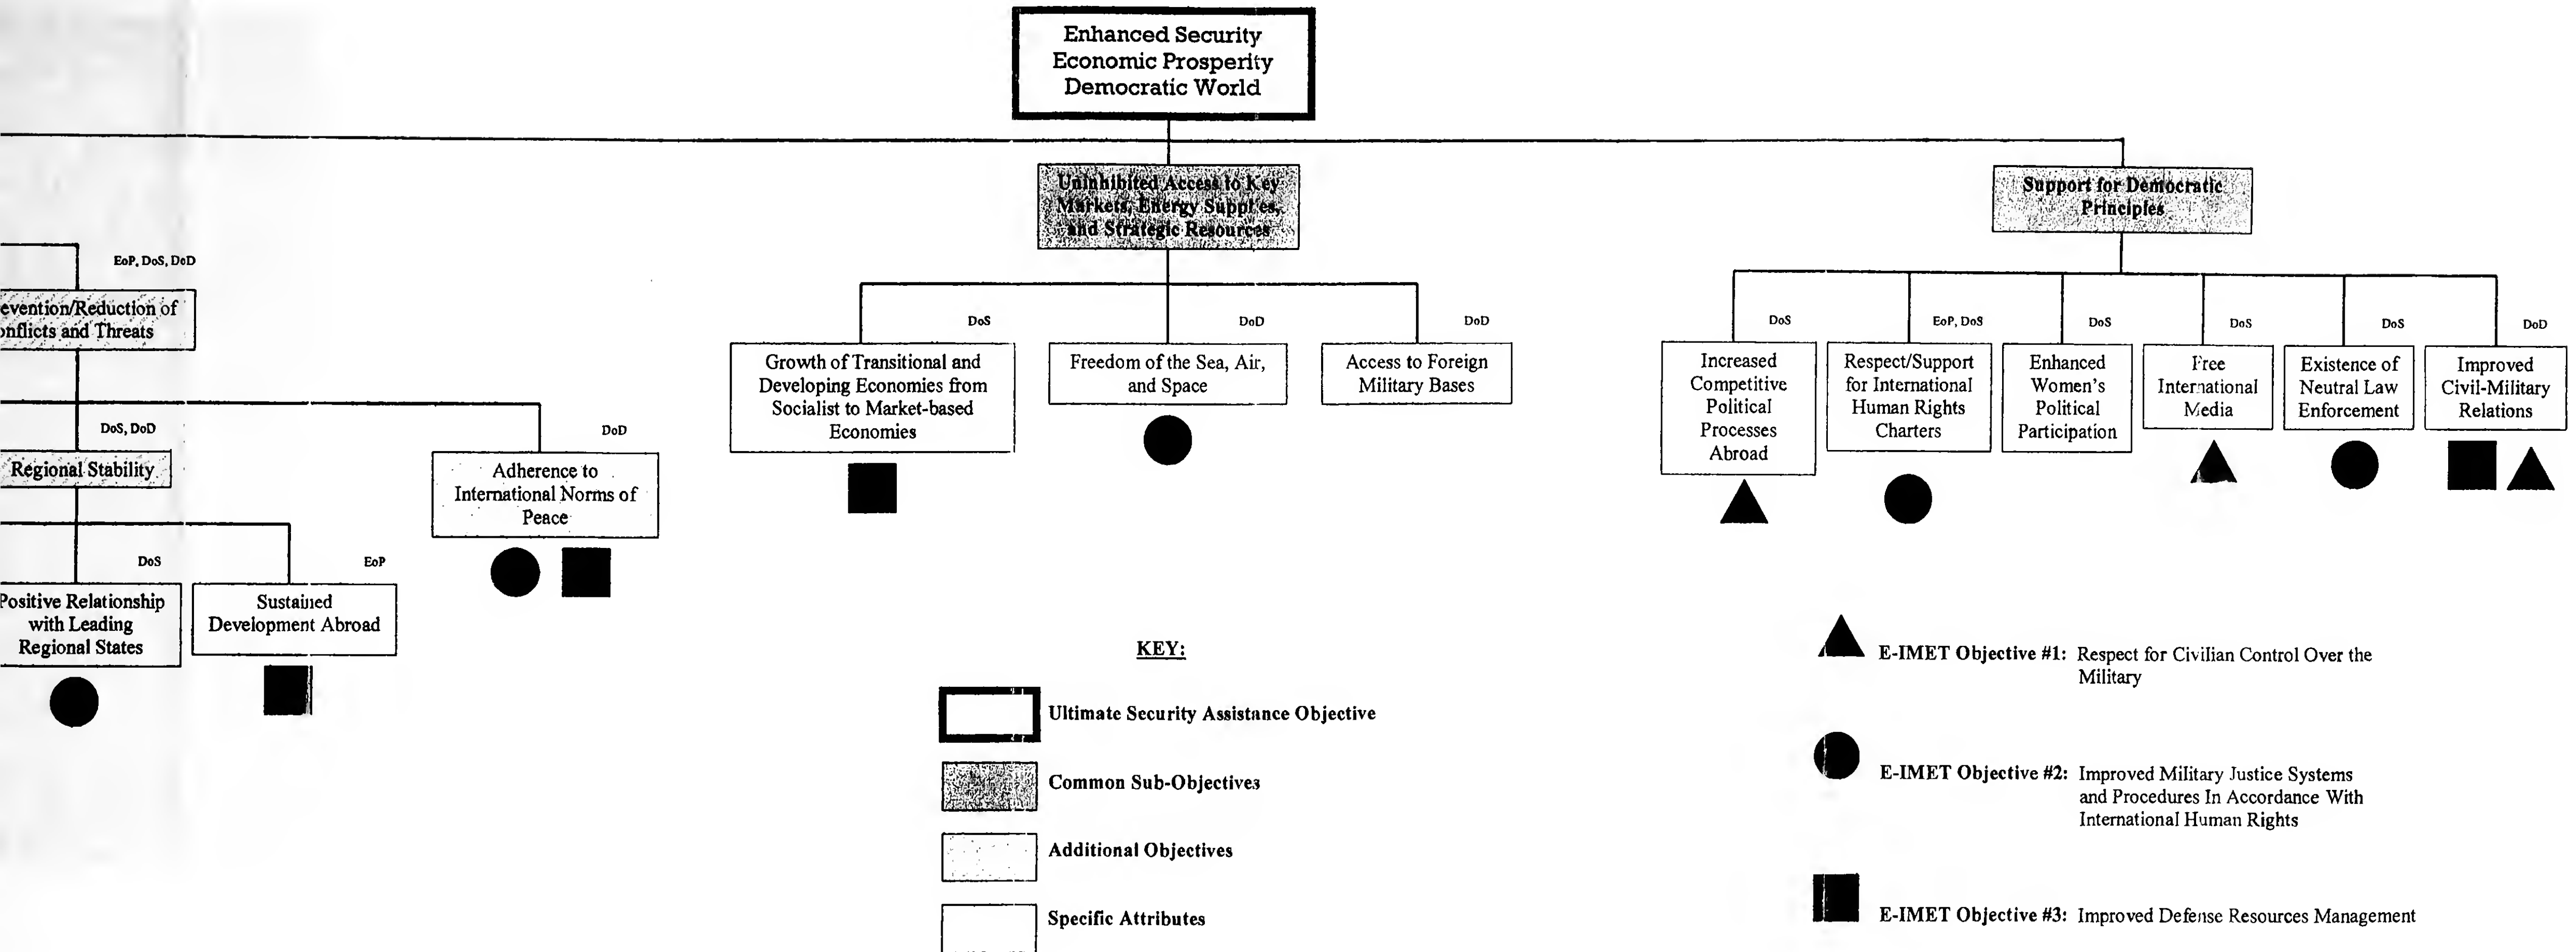 Enhanced Security
Economic Prosperity
Democratic World
Uninhibited Access to Key
Markets, Energy Supplies,
and Strategic Resources
Support for Democratic
Principles
EoP, DoS, DoD
evention/Reduction of
onflicts and Threats
DoS, DoD
Regional Stability
DoD
Adherence to
International Norms of
Peace
DoS
Positive Relationship
with Leading
Regional States
EoP
Sustained
Development Abroad
DoS
Growth of Transitional and
Developing Economies from
Socialist to Market-based
Economies
DoD
Freedom of the Sea, Air,
and Space
DoD
Access to Foreign
Military Bases
DoS
Increased
Competitive
Political
Processes
Abroad
EoP, DoS
Respect/Support
for International
Human Rights
Charters
DoS
Enhanced
Women's
Political
Participation
DoS
Free
International
Media
DoS
Existence of
Neutral Law
Enforcement
DoD
Improved
Civil-Military
Relations
KEY:
Ultimate Security Assistance Objective
Common Sub-Objectives
Additional Objectives
Specific Attributes
E-IMET Objective #1: Respect for Civilian Control Over the
Military
E-IMET Objective #2: Improved Military Justice Systems
and Procedures In Accordance With
International Human Rights
E-IMET Objective #3: Improved Defense Resources Management